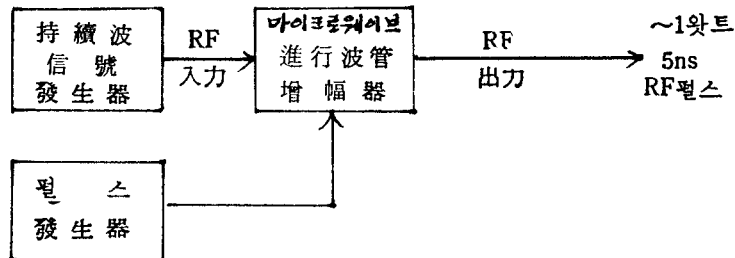 持續波
信號
發生器
RF
入力
마이크로웨이브
進行波管
增幅器
RF
出力
~1왓트
5ns
RF펄스
펄스
發生器